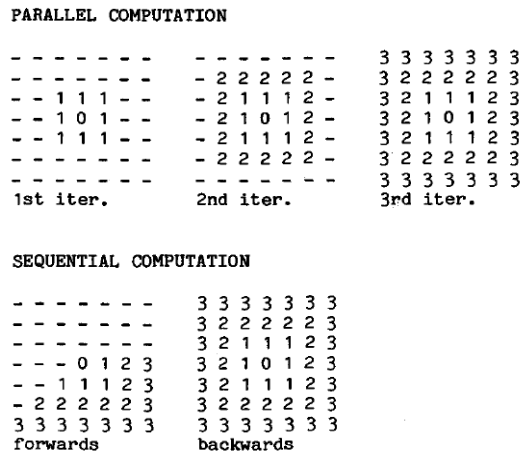 PARALLEL COMPUTATION
- - - - - - -   - - - - - - -   3 3 3 3 3 3 3
- - - - - - -   - 2 2 2 2 2 -   3 2 2 2 2 2 3
- - 1 1 1 - -   - 2 1 1 1 2 -   3 2 1 1 1 2 3
- - 1 0 1 - -   - 2 1 0 1 2 -   3 2 1 0 1 2 3
- - 1 1 1 - -   - 2 1 1 1 2 -   3 2 1 1 1 2 3
- - - - - - -   - 2 2 2 2 2 -   3 2 2 2 2 2 3
- - - - - - -   - - - - - - -   3 3 3 3 3 3 3
1st iter.   2nd iter.   3rd iter.
SEQUENTIAL COMPUTATION
- - - - - - -   3 3 3 3 3 3 3
- - - - - - -   3 2 2 2 2 2 3
- - - - - - -   3 2 1 1 1 2 3
- - - 0 1 2 3   3 2 1 0 1 2 3
- - 1 1 1 2 3   3 2 1 1 1 2 3
- 2 2 2 2 2 3   3 2 2 2 2 2 3
3 3 3 3 3 3 3   3 3 3 3 3 3 3
forwards   backwards